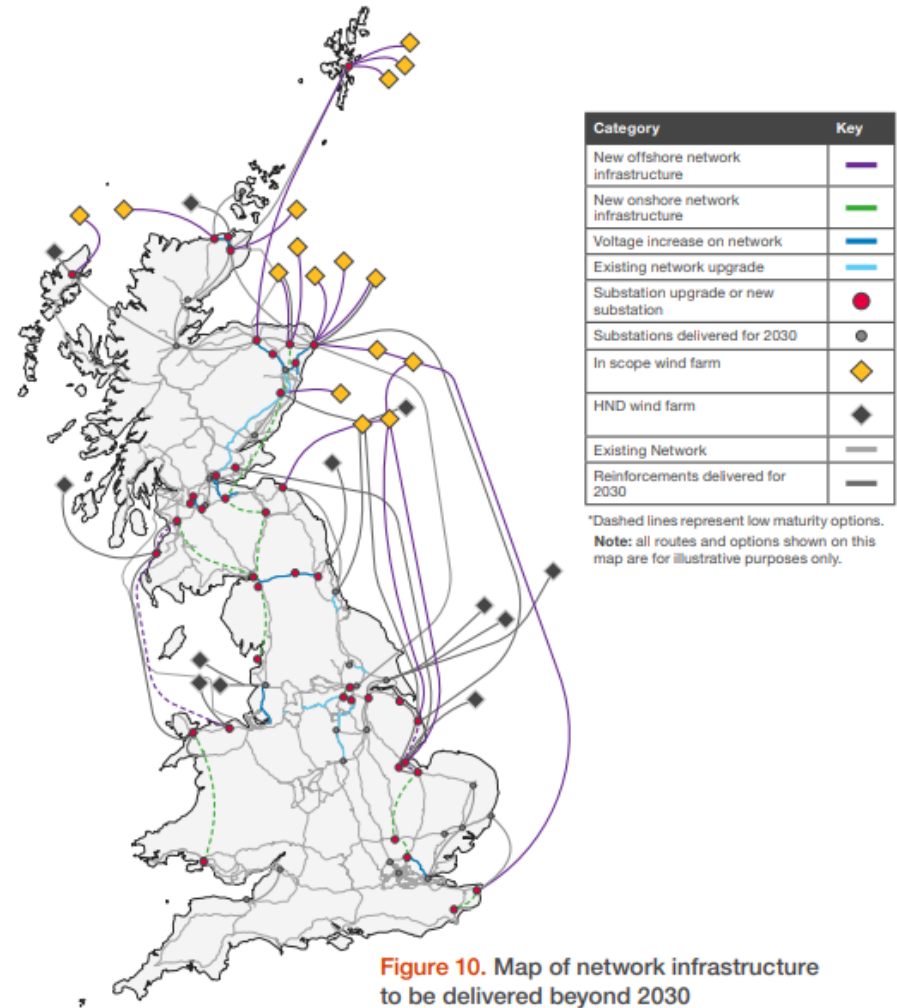 Category Key
New offshore network
infrastructure
New onshore network
infrastructure
Voltage increase on network
Existing network upgrade
Substation upgrade or new
substation
Substations delivered for 2030
In scope wind farm
HND wind farm
Existing Network
Reinforcements delivered for
2030
*Dashed lines represent low maturity options.
Note: all routes and options shown on this
map are for illustrative purposes only.
Figure 10. Map of network infrastructure
to be delivered beyond 2030